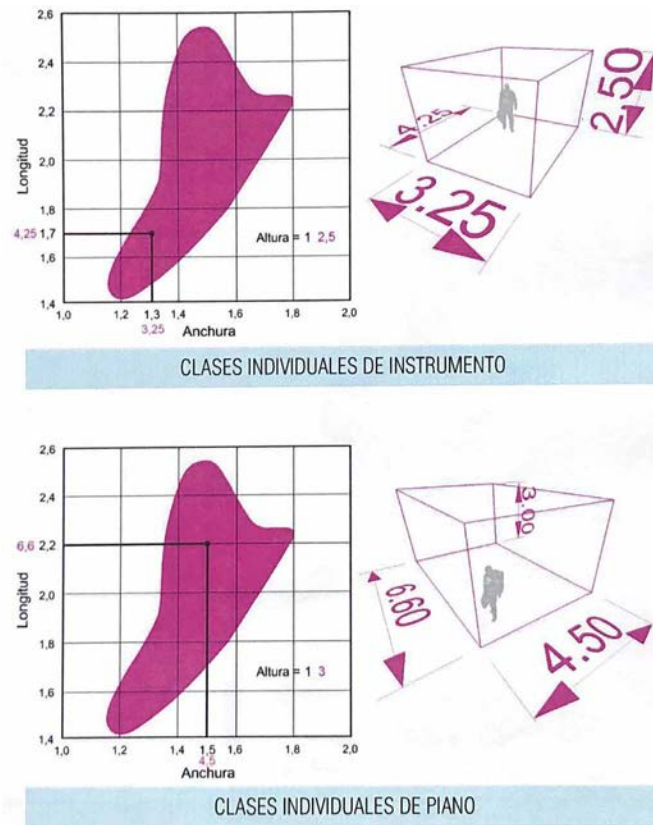 2,6
2,4
2,2
2,0
1,8
4,25 1,7
1,6
1,4
Longitud
Altura = 1 2,5
1,0 1,2 1,3 1,4 1,6 1,8 2,0
3,25 Anchura
4.25
3.25
2.50
CLASES INDIVIDUALES DE INSTRUMENTO
2,6
2,4
6,6 2,2
2,0
1,8
1,6
1,4
Longitud
Altura = 1 3
1,0 1,2 1,4 1,5 1,6 1,8 2,0
4,5
Anchura
3.00
6.60
4.50
CLASES INDIVIDUALES DE PIANO